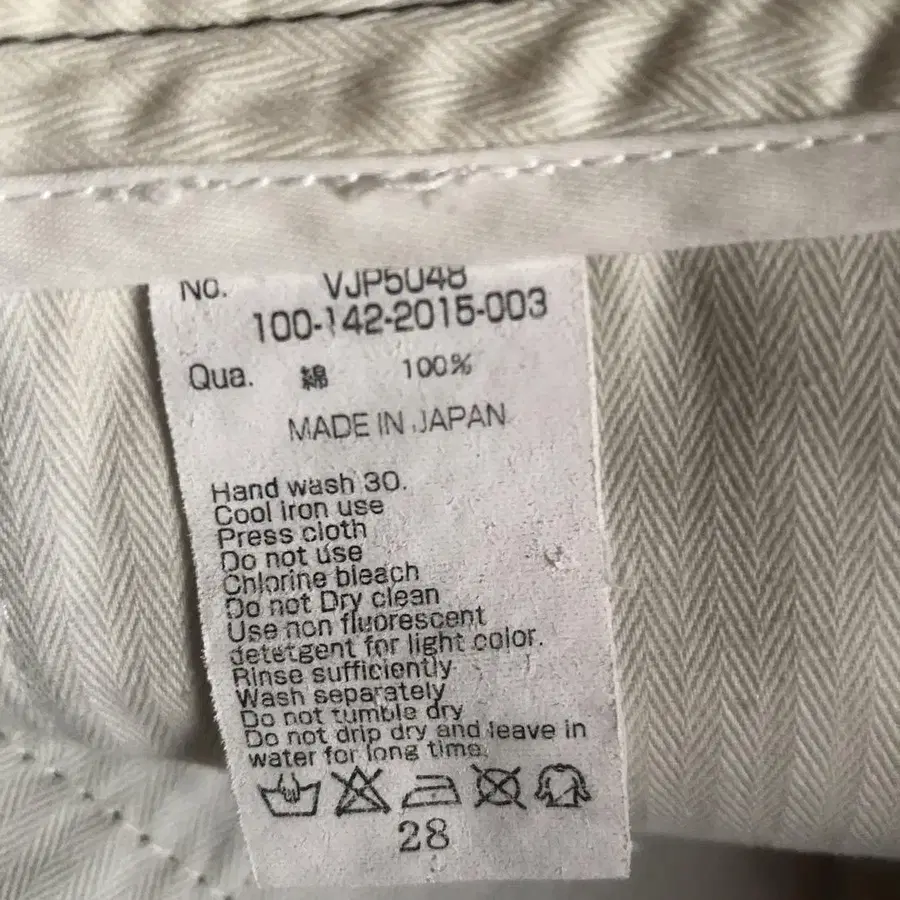 No. VJP5048
100-142-2015-003
Qua. 綿 100%
MADE IN JAPAN
Hand wash 30.
Cool iron use
Press cloth
Do not use
Chlorine bleach
Do not Dry clean
Use non fluorescent
detetgent for light color.
Rinse sufficiently
Wash separately
Do not tumble dry
Do not drip dry and leave in
water for long time.
28